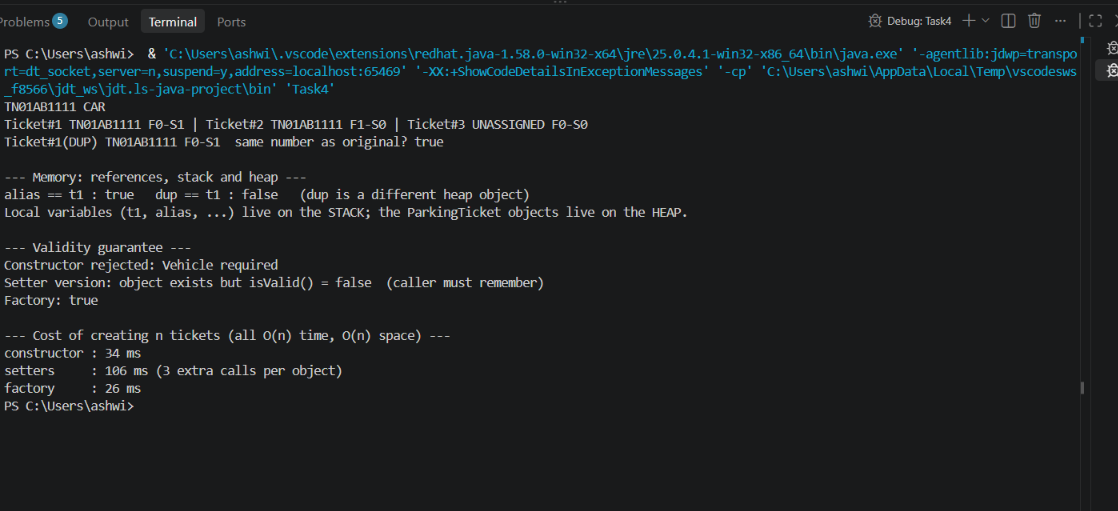 Problems 5 Output Terminal Ports Debug: Task4
PS C:\Users\ashwi>  & 'C:\Users\ashwi\.vscode\extensions\redhat.java-1.58.0-win32-x64\jre\25.0.4.1-win32-x86_64\bin\java.exe' '-agentlib:jdwp=transpo
rt=dt_socket,server=n,suspend=y,address=localhost:65469' '-XX:+ShowCodeDetailsInExceptionMessages' '-cp' 'C:\Users\ashwi\AppData\Local\Temp\vscodesws
_f8566\jdt_ws\jdt.ls-java-project\bin' 'Task4'
TN01AB1111 CAR
Ticket#1 TN01AB1111 F0-S1 | Ticket#2 TN01AB1111 F1-S0 | Ticket#3 UNASSIGNED F0-S0
Ticket#1(DUP) TN01AB1111 F0-S1  same number as original? true
--- Memory: references, stack and heap ---
alias == t1 : true   dup == t1 : false   (dup is a different heap object)
Local variables (t1, alias, ...) live on the STACK; the ParkingTicket objects live on the HEAP.
--- Validity guarantee ---
Constructor rejected: Vehicle required
Setter version: object exists but isValid() = false  (caller must remember)
Factory: true
--- Cost of creating n tickets (all O(n) time, O(n) space) ---
constructor : 34 ms
setters     : 106 ms (3 extra calls per object)
factory     : 26 ms
PS C:\Users\ashwi>